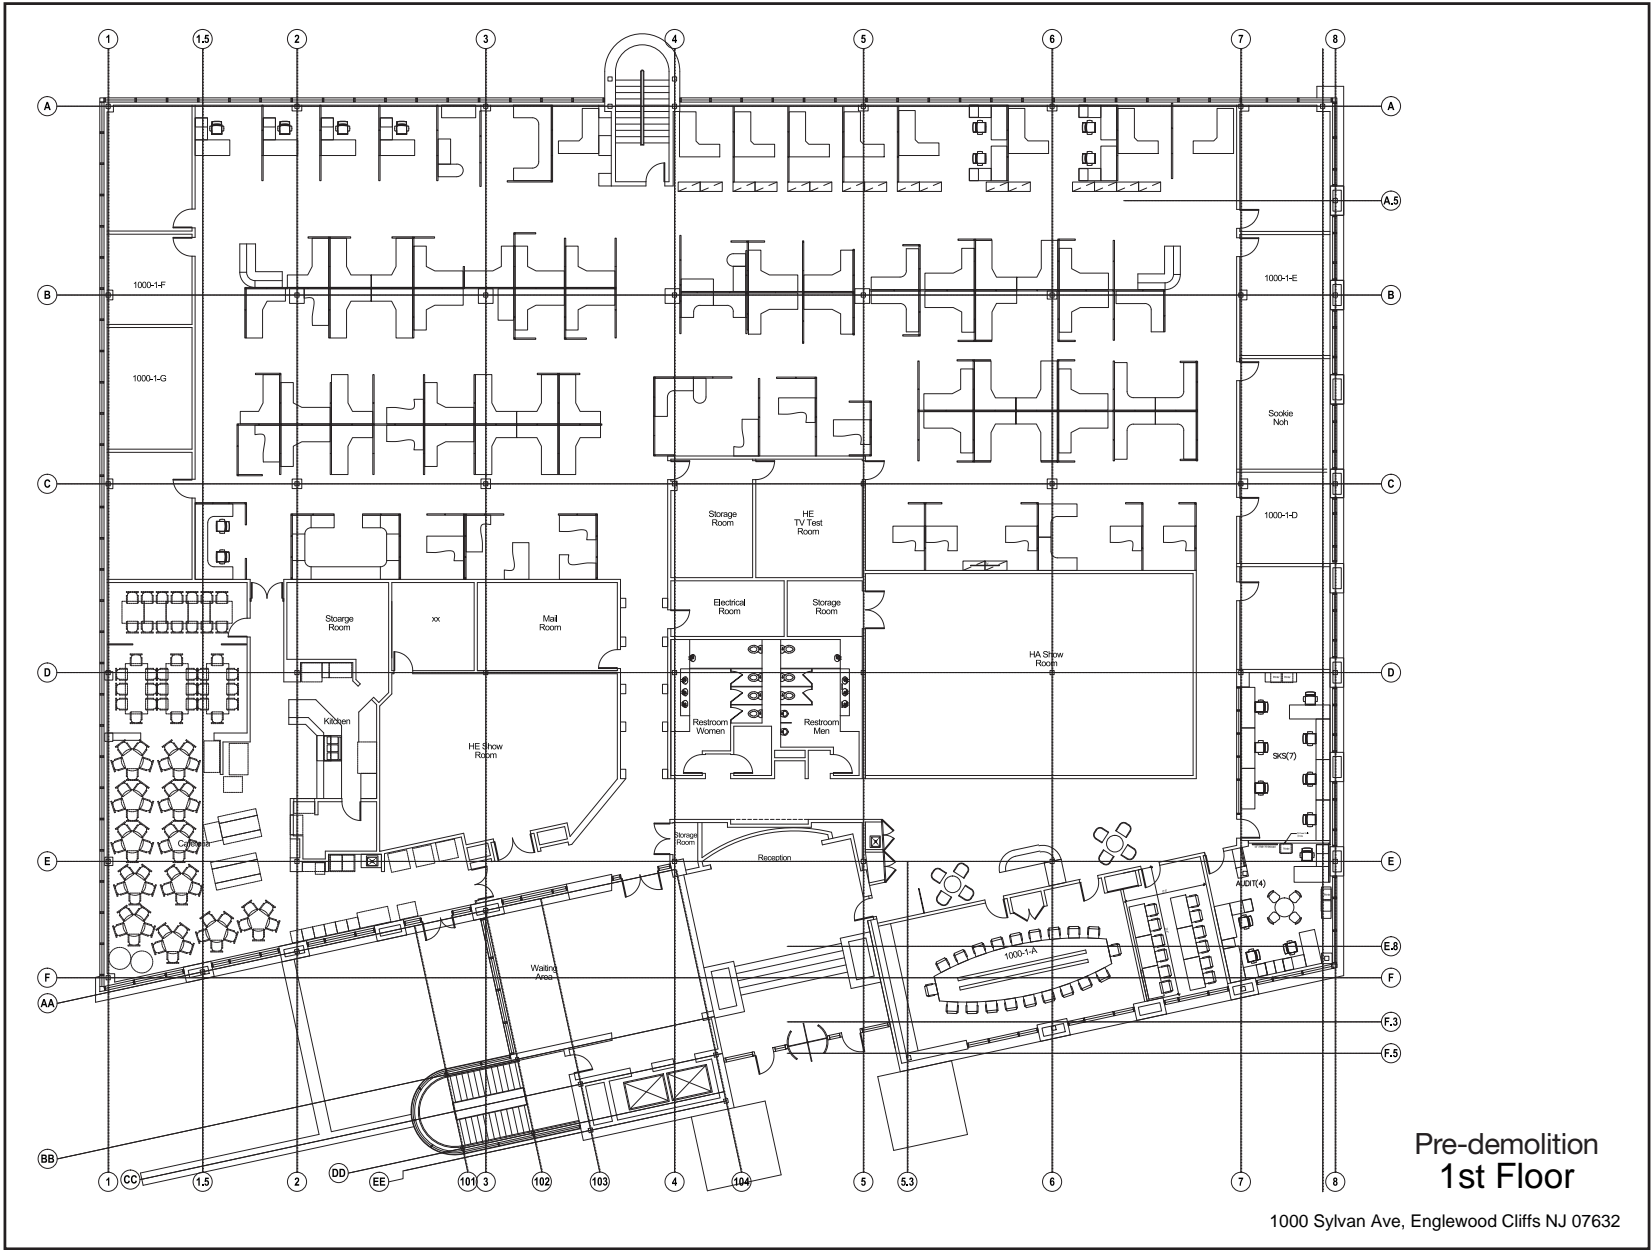 1 1.5 2 3 4 5 6 7 8
A A
A.5
1000-1-F 1000-1-E
B B
1000-1-G
Sookie
Noh
C C
Storage
Room
HE
TV Test
Room
1000-1-D
Stoarge
Room
xx
Mail
Room
Electrical
Room
Storage
Room
HA Show
Room
D D
Kitchen
Restroom
Women
Restroom
Men
HE Show
Room
SKS(7)
Cafeteria
Storage
Room
Reception
E E
AUDIT(4)
E.8
1000-1-A
Waiting
Area
F F
AA
F.3
F.5
BB
CC DD EE
1 1.5 2 101 3 102 103 4 104 5 5.3 6 7 8
Pre-demolition
1st Floor
1000 Sylvan Ave, Englewood Cliffs NJ 07632